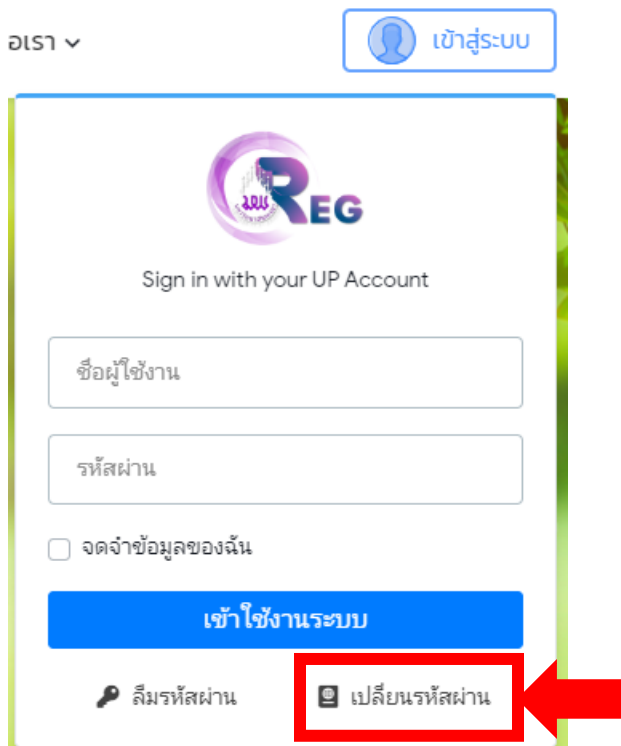 อเรา
เข้าสู่ระบบ
REG
Sign in with your UP Account
ชื่อผู้ใช้งาน
รหัสผ่าน
จดจำข้อมูลของฉัน
เข้าใช้งานระบบ
ลืมรหัสผ่าน
เปลี่ยนรหัสผ่าน